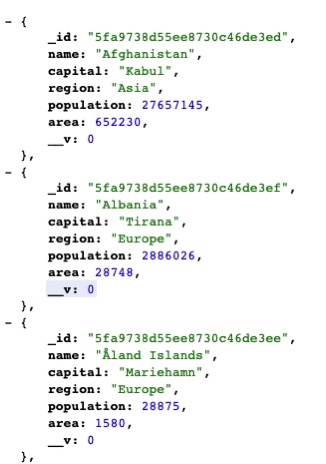 - {
_id: "5fa9738d55ee8730c46de3ed",
name: "Afghanistan",
capital: "Kabul",
region: "Asia",
population: 27657145,
area: 652230,
__v: 0
},
- {
_id: "5fa9738d55ee8730c46de3ef",
name: "Albania",
capital: "Tirana",
region: "Europe",
population: 2886026,
area: 28748,
__v: 0
},
- {
_id: "5fa9738d55ee8730c46de3ee",
name: "Åland Islands",
capital: "Mariehamn",
region: "Europe",
population: 28875,
area: 1580,
__v: 0
},